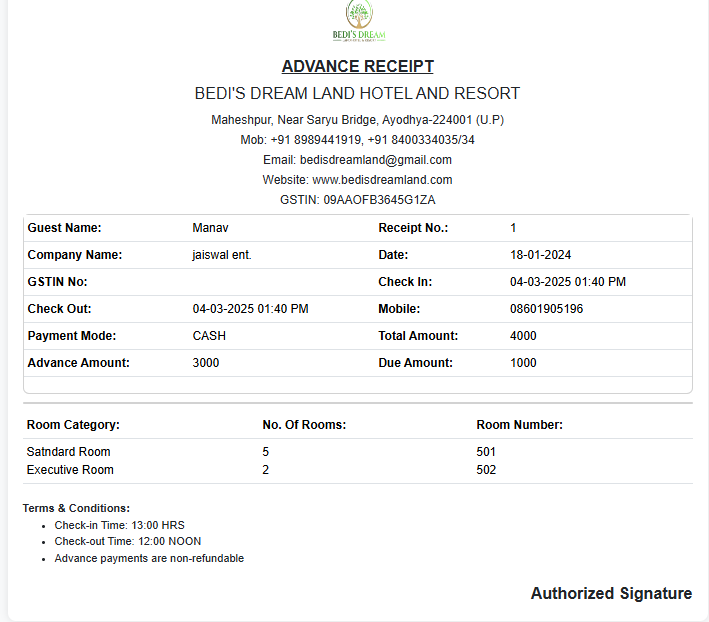 BEDI'S DREAM
ADVANCE RECEIPT
BEDI'S DREAM LAND HOTEL AND RESORT
Maheshpur, Near Saryu Bridge, Ayodhya-224001 (U.P)
Mob: +91 8989441919, +91 8400334035/34
Email: bedisdreamland@gmail.com
Website: www.bedisdreamland.com
GSTIN: 09AAOFB3645G1ZA
Guest Name: Manav Receipt No.: 1
Company Name: jaiswal ent. Date: 18-01-2024
GSTIN No: Check In: 04-03-2025 01:40 PM
Check Out: 04-03-2025 01:40 PM Mobile: 08601905196
Payment Mode: CASH Total Amount: 4000
Advance Amount: 3000 Due Amount: 1000
Room Category: No. Of Rooms: Room Number:
Satndard Room 5 501
Executive Room 2 502
Terms & Conditions:
• Check-in Time: 13:00 HRS
• Check-out Time: 12:00 NOON
• Advance payments are non-refundable
Authorized Signature